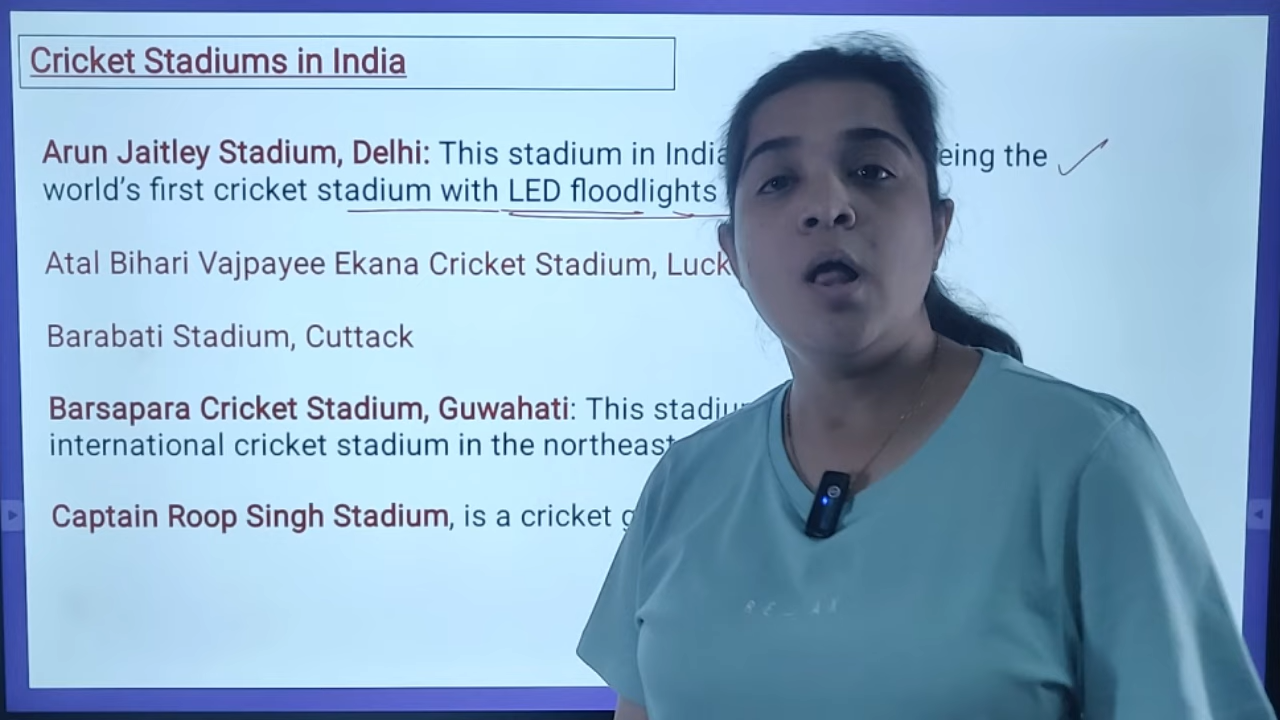 Cricket Stadiums in India
Arun Jaitley Stadium, Delhi: This stadium in India eing the
world's first cricket stadium with LED floodlights
Atal Bihari Vajpayee Ekana Cricket Stadium, Luck
Barabati Stadium, Cuttack
Barsapara Cricket Stadium, Guwahati: This stadium
international cricket stadium in the northeast
Captain Roop Singh Stadium, is a cricket g